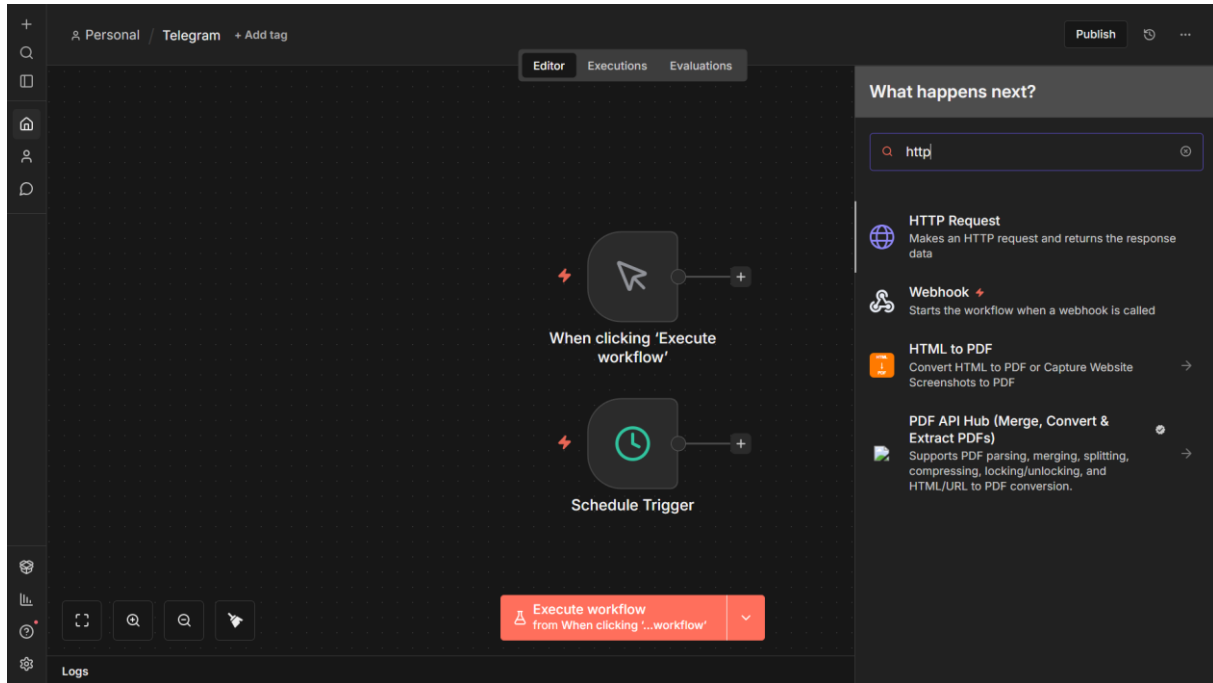 Personal / Telegram + Add tag
Publish
Editor Executions Evaluations
What happens next?
http
HTTP Request
Makes an HTTP request and returns the response
data
Webhook
Starts the workflow when a webhook is called
HTML to PDF
Convert HTML to PDF or Capture Website
Screenshots to PDF
PDF API Hub (Merge, Convert &
Extract PDFs)
Supports PDF parsing, merging, splitting,
compressing, locking/unlocking, and
HTML/URL to PDF conversion.
When clicking ‘Execute
workflow’
Schedule Trigger
Execute workflow
from When clicking ‘...workflow’
Logs